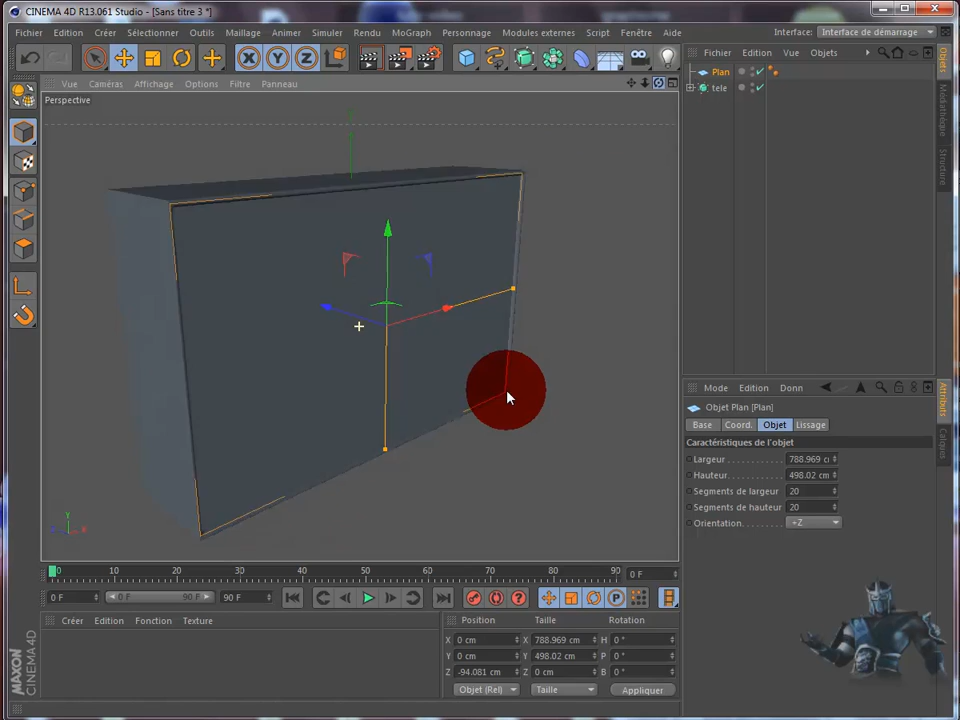 CINEMA 4D R13.061 Studio - [Sans titre 3 *]
Fichier Edition Créer Sélectionner Outils Maillage Animer Simuler Rendu MoGraph Personnage Modules externes Script Fenêtre Aide Interface: Interface de démarrage
X Y Z
Fichier Edition Vue Objets
Vue Caméras Affichage Options Filtre Panneau
Perspective
Plan
tele
Objets
Médiathèque
Structure
Mode Edition Donn
Objet Plan [Plan]
Base Coord. Objet Lissage
Caractéristiques de l'objet
Largeur 788.969 c
Hauteur 498.02 cm
Segments de largeur 20
Segments de hauteur 20
Orientation +Z
Attributs
Calques
Y
0 10 20 30 40 50 60 70 80 90 0 F
0 F 0 F 90 F 90 F
P
Créer Edition Fonction Texture
Position Taille Rotation
X 0 cm X 788.969 cm H 0 °
Y 0 cm Y 498.02 cm P 0 °
Z -94.081 cm Z 0 cm B 0 °
Objet (Rel) Taille Appliquer
MAXON
CINEMA 4D